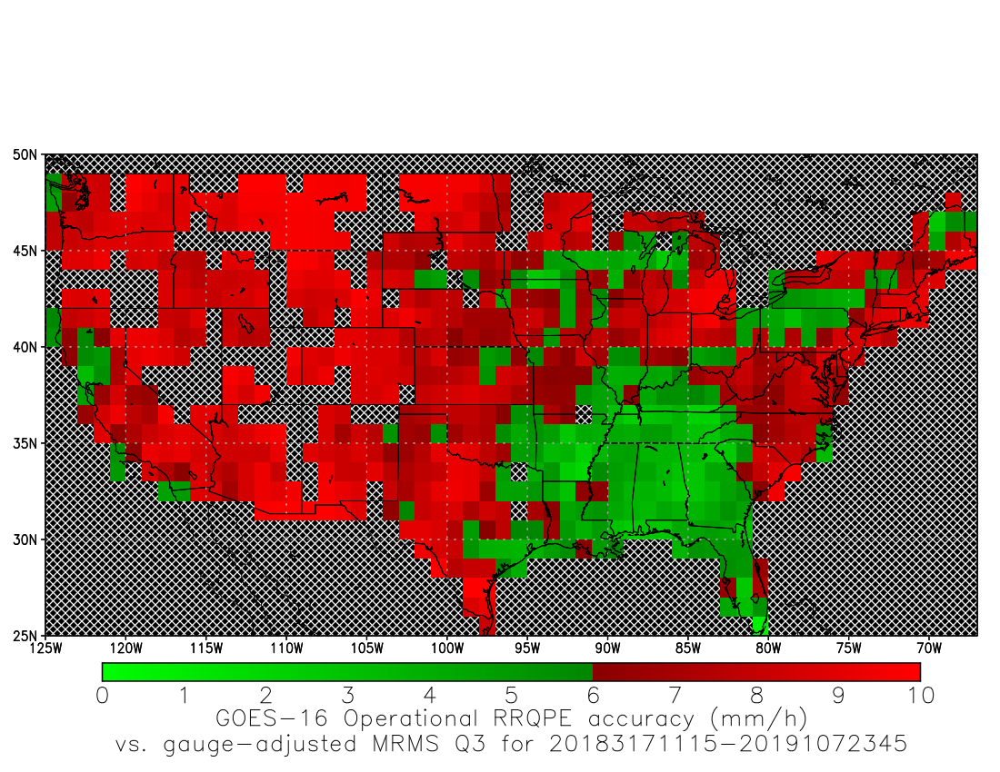 50N
45N
40N
35N
30N
25N
125W 120W 115W 110W 105W 100W 95W 90W 85W 80W 75W 70W
0 1 2 3 4 5 6 7 8 9 10
GOES-16 Operational RRQPE accuracy (mm/h)
vs. gauge-adjusted MRMS Q3 for 20183171115-20191072345